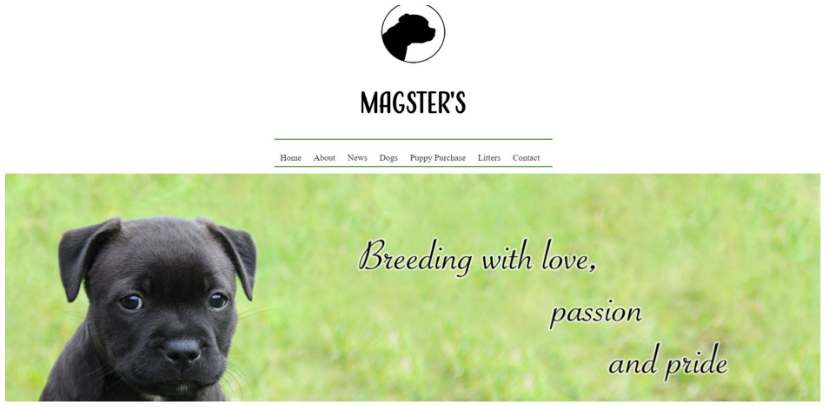 MAGSTER'S
Home About News Dogs Puppy Purchase Litters Contact
Breeding with love,
passion
and pride